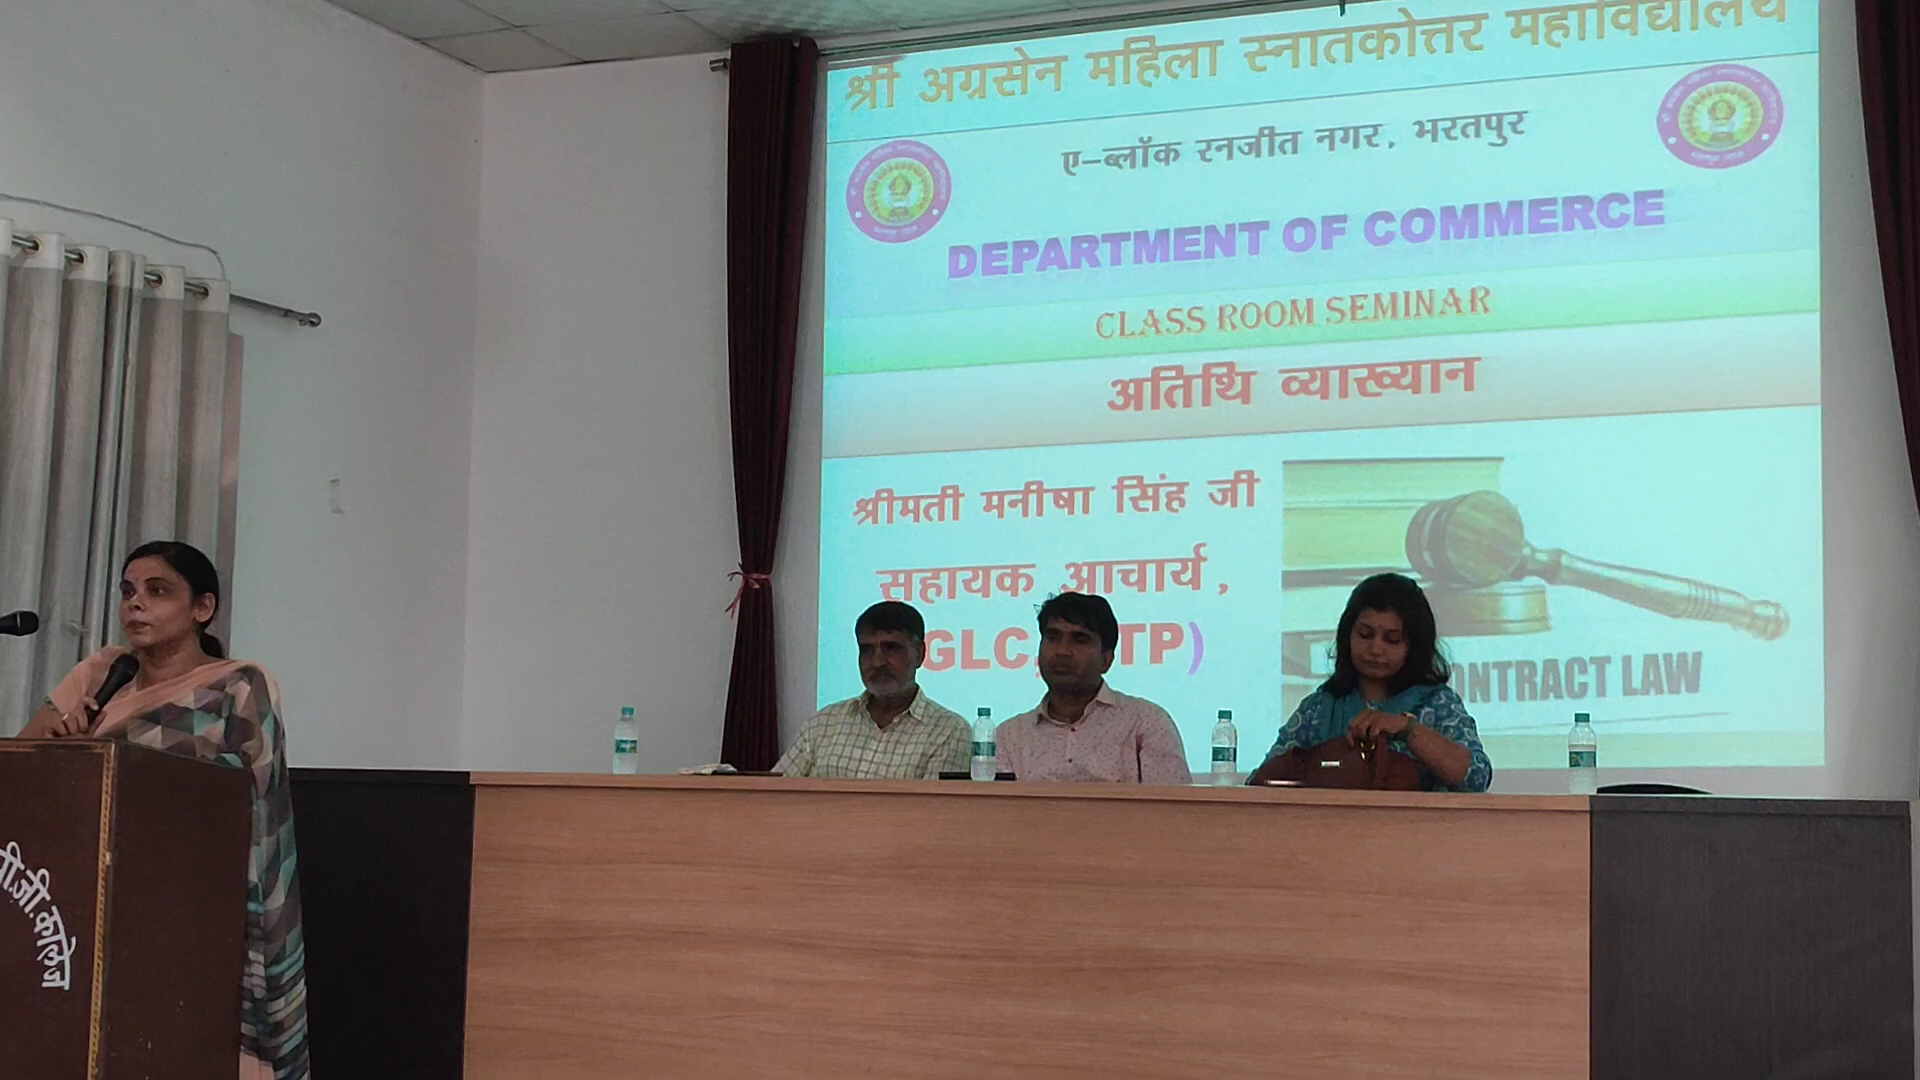 श्री अग्रसेन महिला स्नातकोत्तर महाविद्यालय
ए-ब्लॉक रनजीत नगर, भरतपुर
DEPARTMENT OF COMMERCE
CLASS ROOM SEMINAR
अतिथि व्याख्यान
श्रीमती मनीषा सिंह जी
सहायक आचार्य,
GLC, TP)
ONTRACT LAW
पी.जी. कालेज